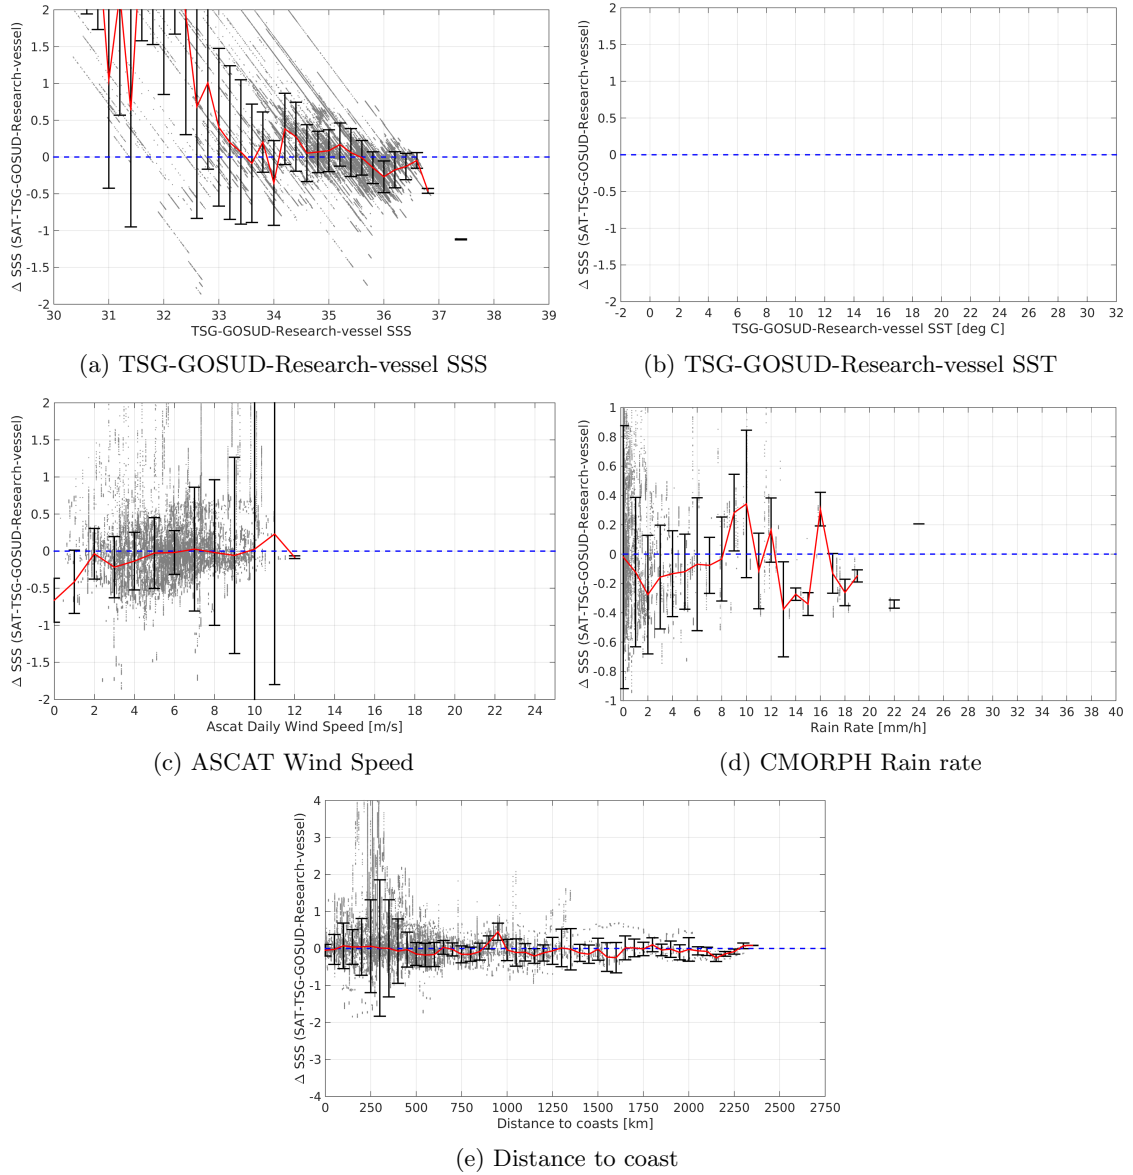 2
1.5
1
0.5
0
-0.5
-1
-1.5
-2
Δ SSS (SAT-TSG-GOSUD-Research-vessel)
30 31 32 33 34 35 36 37 38 39
TSG-GOSUD-Research-vessel SSS
(a) TSG-GOSUD-Research-vessel SSS
2
1.5
1
0.5
0
-0.5
-1
-1.5
-2
Δ SSS (SAT-TSG-GOSUD-Research-vessel)
-2 0 2 4 6 8 10 12 14 16 18 20 22 24 26 28 30 32
TSG-GOSUD-Research-vessel SST [deg C]
(b) TSG-GOSUD-Research-vessel SST
2
1.5
1
0.5
0
-0.5
-1
-1.5
-2
Δ SSS (SAT-TSG-GOSUD-Research-vessel)
0 2 4 6 8 10 12 14 16 18 20 22 24
Ascat Daily Wind Speed [m/s]
(c) ASCAT Wind Speed
1
0.8
0.6
0.4
0.2
0
-0.2
-0.4
-0.6
-0.8
-1
Δ SSS (SAT-TSG-GOSUD-Research-vessel)
0 2 4 6 8 10 12 14 16 18 20 22 24 26 28 30 32 34 36 38 40
Rain Rate [mm/h]
(d) CMORPH Rain rate
4
3
2
1
0
-1
-2
-3
-4
Δ SSS (SAT-TSG-GOSUD-Research-vessel)
0 250 500 750 1000 1250 1500 1750 2000 2250 2500 2750
Distance to coasts [km]
(e) Distance to coast